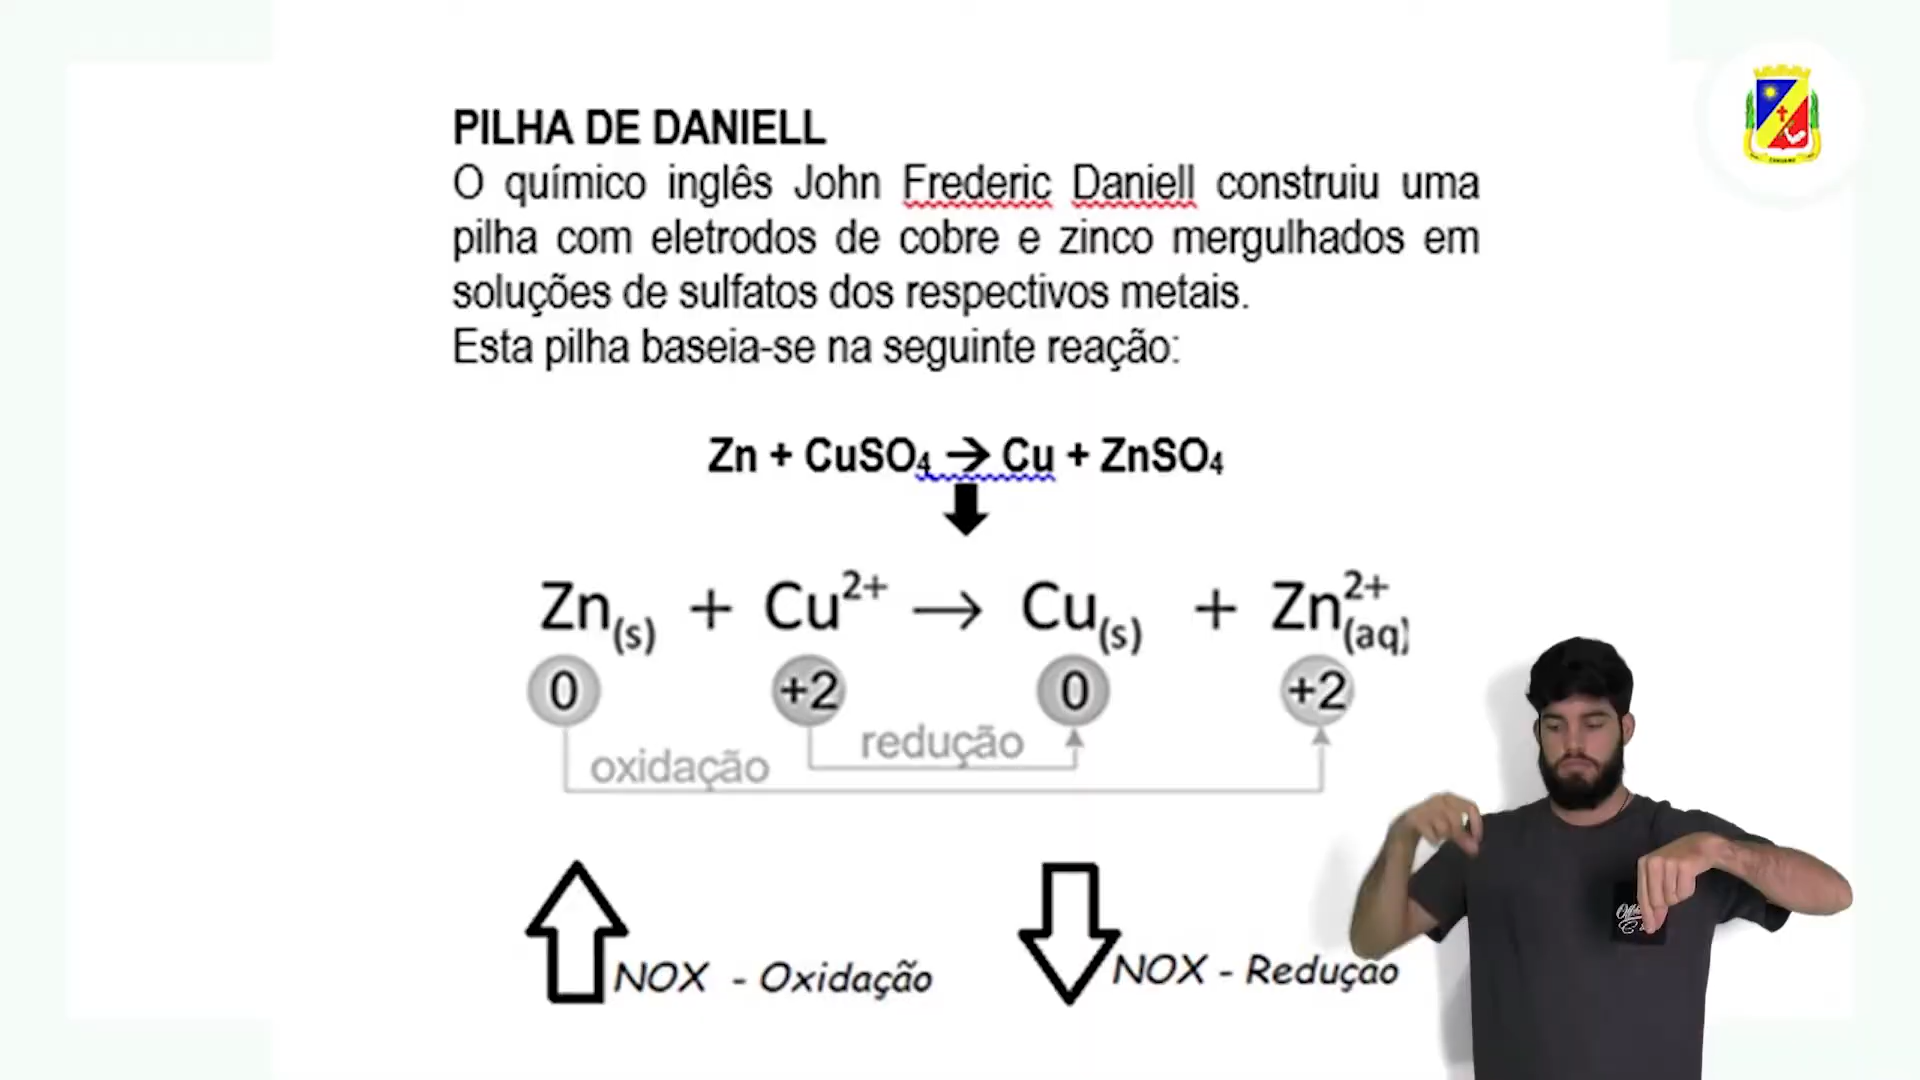 PILHA DE DANIELL
O químico inglês John Frederic Daniell construiu uma
pilha com eletrodos de cobre e zinco mergulhados em
soluções de sulfatos dos respectivos metais.
Esta pilha baseia-se na seguinte reação:
Zn + CuSO₄ → Cu + ZnSO₄
Zn(s) + Cu²⁺ → Cu(s) + Zn²⁺(aq)
0 +2 0 +2
redução
oxidação
NOX - Oxidação
NOX - Redução